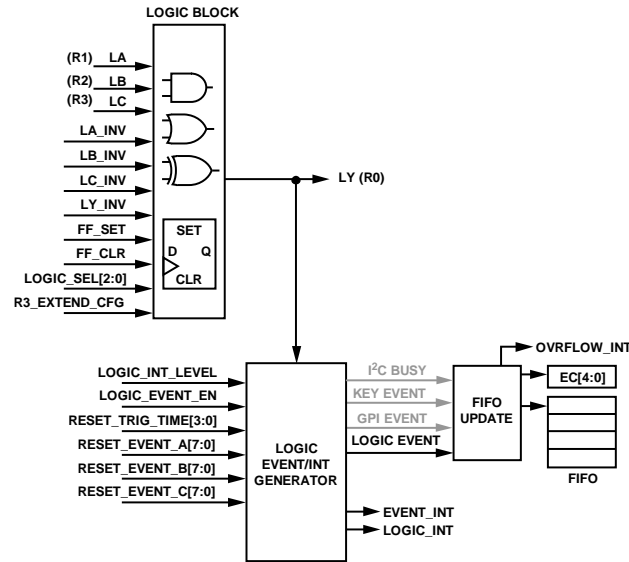 LOGIC BLOCK
(R1) LA
(R2) LB
(R3) LC
LA_INV
LB_INV
LC_INV
LY_INV
FF_SET
FF_CLR
LOGIC_SEL[2:0]
R3_EXTEND_CFG
SET
D Q
CLR
LY (R0)
LOGIC_INT_LEVEL
LOGIC_EVENT_EN
RESET_TRIG_TIME[3:0]
RESET_EVENT_A[7:0]
RESET_EVENT_B[7:0]
RESET_EVENT_C[7:0]
LOGIC
EVENT/INT
GENERATOR
I2C BUSY
KEY EVENT
GPI EVENT
LOGIC EVENT
FIFO
UPDATE
OVRFLOW_INT
EC[4:0]
FIFO
EVENT_INT
LOGIC_INT